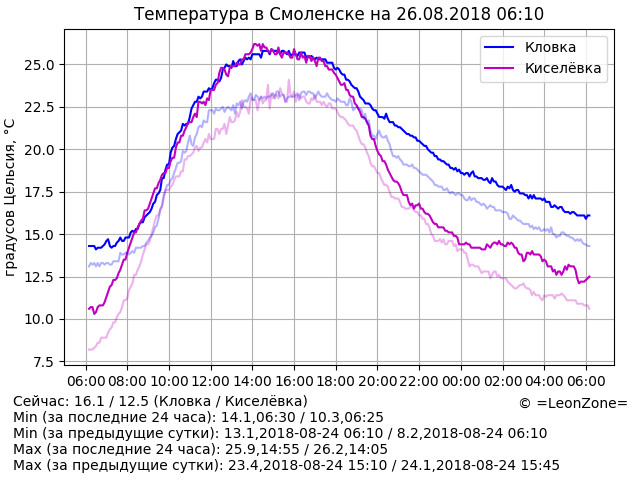 Температура в Смоленске на 26.08.2018 06:10
градусов Цельсия, °C
25.0
22.5
20.0
17.5
15.0
12.5
10.0
7.5
Кловка
Киселёвка
06:00 08:00 10:00 12:00 14:00 16:00 18:00 20:00 22:00 00:00 02:00 04:00 06:00
Сейчас: 16.1 / 12.5 (Кловка / Киселёвка)
© =LeonZone=
Min (за последние 24 часа): 14.1,06:30 / 10.3,06:25
Min (за предыдущие сутки): 13.1,2018-08-24 06:10 / 8.2,2018-08-24 06:10
Max (за последние 24 часа): 25.9,14:55 / 26.2,14:05
Max (за предыдущие сутки): 23.4,2018-08-24 15:10 / 24.1,2018-08-24 15:45